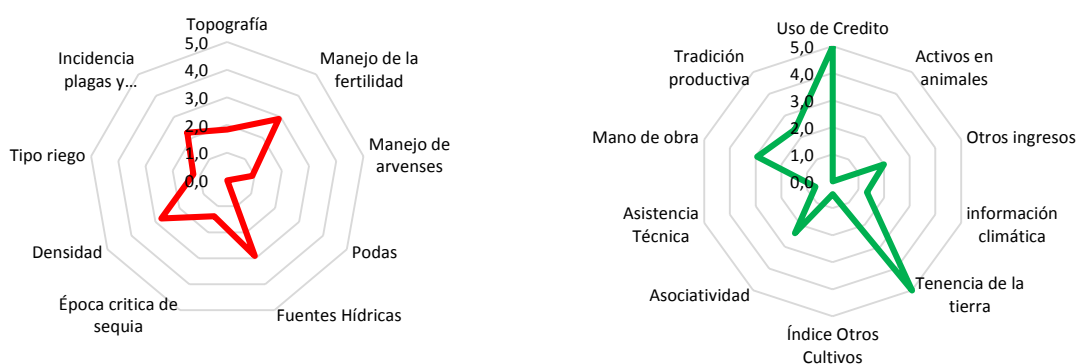 Topografía
5,0
4,0
3,0
2,0
1,0
0,0
Manejo de la
fertilidad
Manejo de
arvenses
Podas
Fuentes Hídricas
Época critica de
sequia
Densidad
Tipo riego
Incidencia
plagas y...
Uso de Credito
5,0
4,0
3,0
2,0
1,0
0,0
Activos en
animales
Otros ingresos
información
climática
Tenencia de la
tierra
Índice Otros
Cultivos
Asociatividad
Asistencia
Técnica
Mano de obra
Tradición
productiva